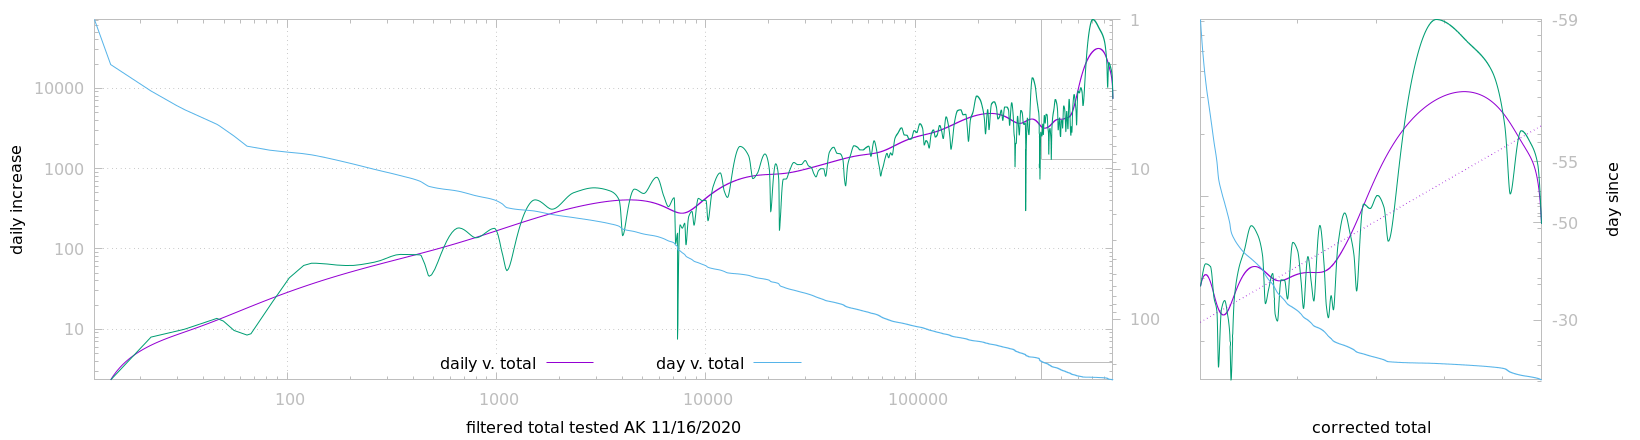 1
-59
10000
daily increase
1000
10
-55
day since
-50
100
10
100
-30
daily v. total
day v. total
100
1000
10000
100000
filtered total tested AK 11/16/2020
corrected total